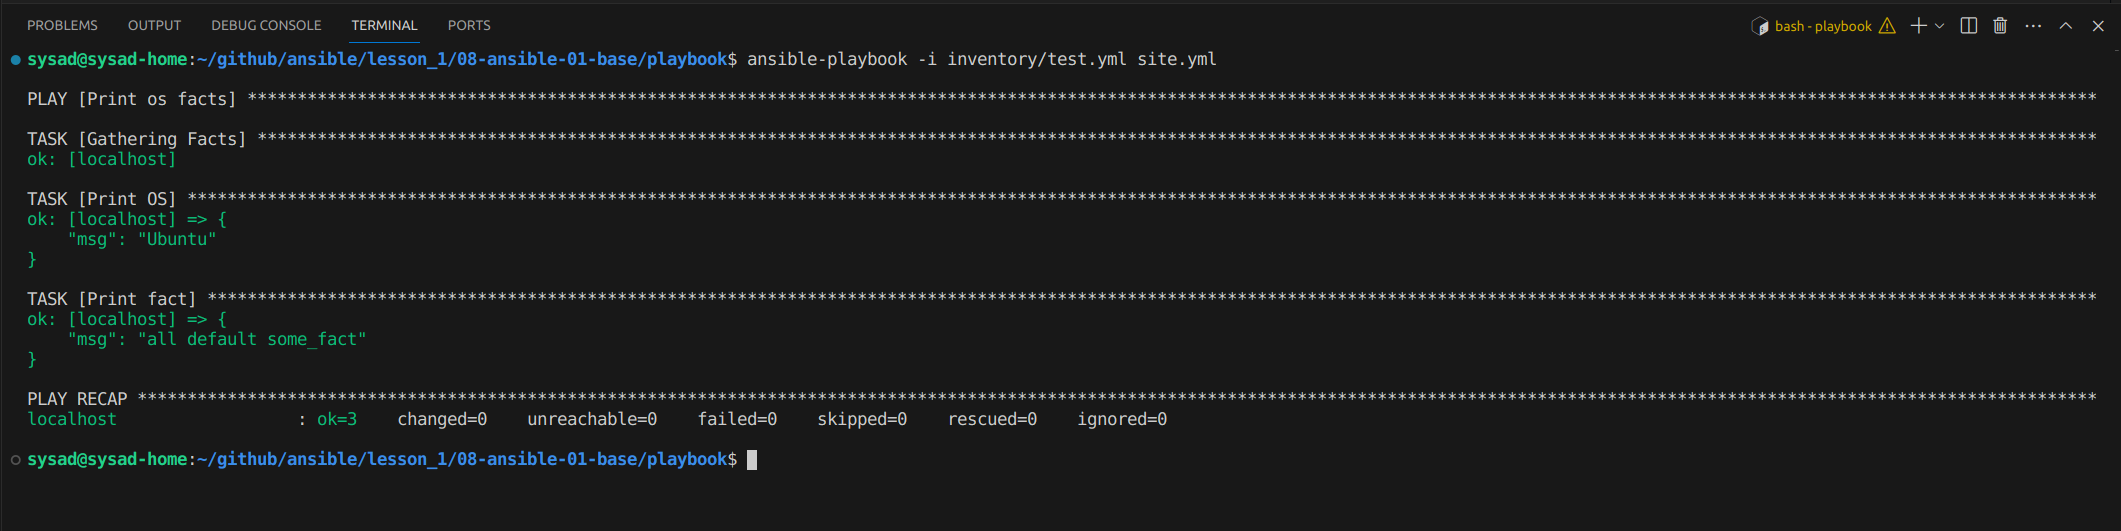 PROBLEMS OUTPUT DEBUG CONSOLE TERMINAL PORTS bash - playbook
sysad@sysad-home:~/github/ansible/lesson_1/08-ansible-01-base/playbook$ ansible-playbook -i inventory/test.yml site.yml
PLAY [Print os facts] *****************************************************************************************************************************************************************************************
TASK [Gathering Facts] ****************************************************************************************************************************************************************************************
ok: [localhost]
TASK [Print OS] ***********************************************************************************************************************************************************************************************
ok: [localhost] => {
    "msg": "Ubuntu"
}
TASK [Print fact] *********************************************************************************************************************************************************************************************
ok: [localhost] => {
    "msg": "all default some_fact"
}
PLAY RECAP ****************************************************************************************************************************************************************************************************
localhost                  : ok=3    changed=0    unreachable=0    failed=0    skipped=0    rescued=0    ignored=0
sysad@sysad-home:~/github/ansible/lesson_1/08-ansible-01-base/playbook$